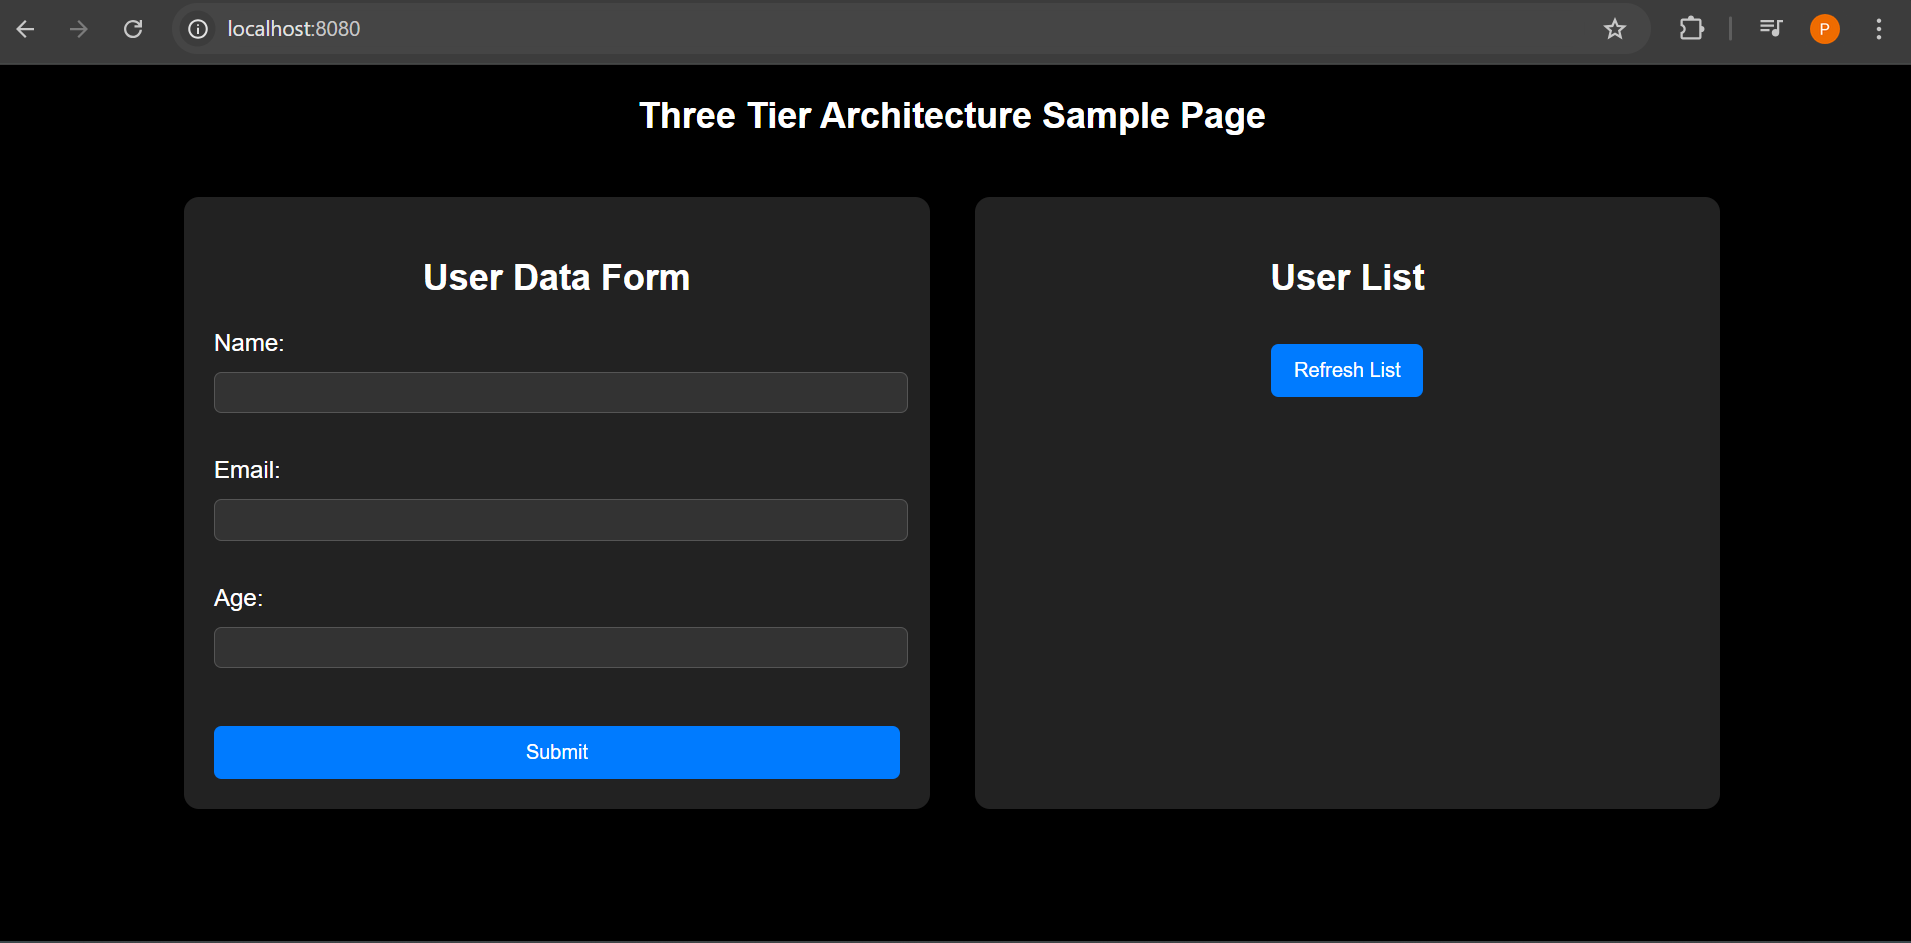 localhost:8080
P
Three Tier Architecture Sample Page
User Data Form
Name:
Email:
Age:
Submit
User List
Refresh List